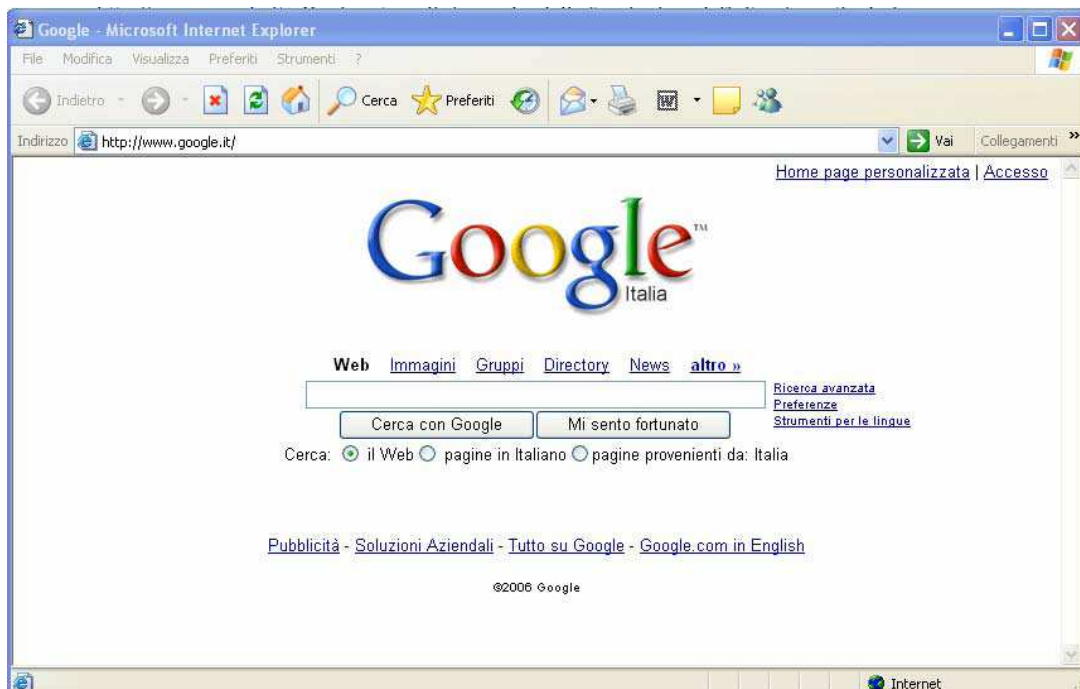 Google - Microsoft Internet Explorer
File Modifica Visualizza Preferiti Strumenti ?
Indietro Cerca Preferiti
Indirizzo http://www.google.it/ Vai Collegamenti »
Home page personalizzata | Accesso
Google™
Italia
Web Immagini Gruppi Directory News altro »
Ricerca avanzata
Preferenze
Strumenti per le lingue
Cerca con Google Mi sento fortunato
Cerca: il Web pagine in Italiano pagine provenienti da: Italia
Pubblicità - Soluzioni Aziendali - Tutto su Google - Google.com in English
©2006 Google
Internet